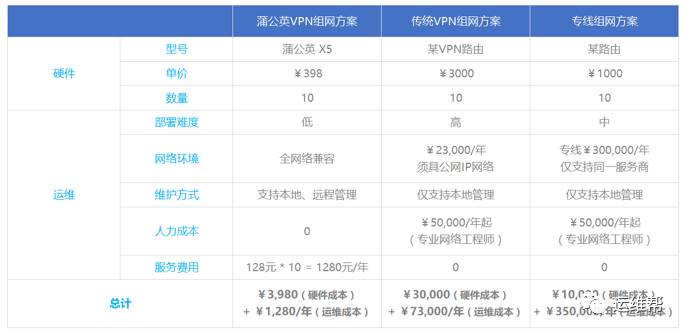 蒲公英VPN组网方案 传统VPN组网方案 专线组网方案
硬件 型号 蒲公英 X5 某VPN路由 某路由
单价 ￥398 ￥3000 ￥1000
数量 10 10 10
运维 部署难度 低 高 中
网络环境 全网络兼容 ￥23,000/年 专线￥300,000/年
须具公网IP网络 仅支持同一服务商
维护方式 支持本地、远程管理 仅支持本地管理 仅支持本地管理
人力成本 0 ￥50,000/年起 ￥50,000/年起
（专业网络工程师） （专业网络工程师）
服务费用 128元 * 10 = 1280元/年 0 0
总计 ￥3,980（硬件成本） ￥30,000（硬件成本） ￥10,000（硬件成本）
+ ￥1,280/年（运维成本） + ￥73,000/年（运维成本） + ￥350,000/年（运维成本）
运维帮